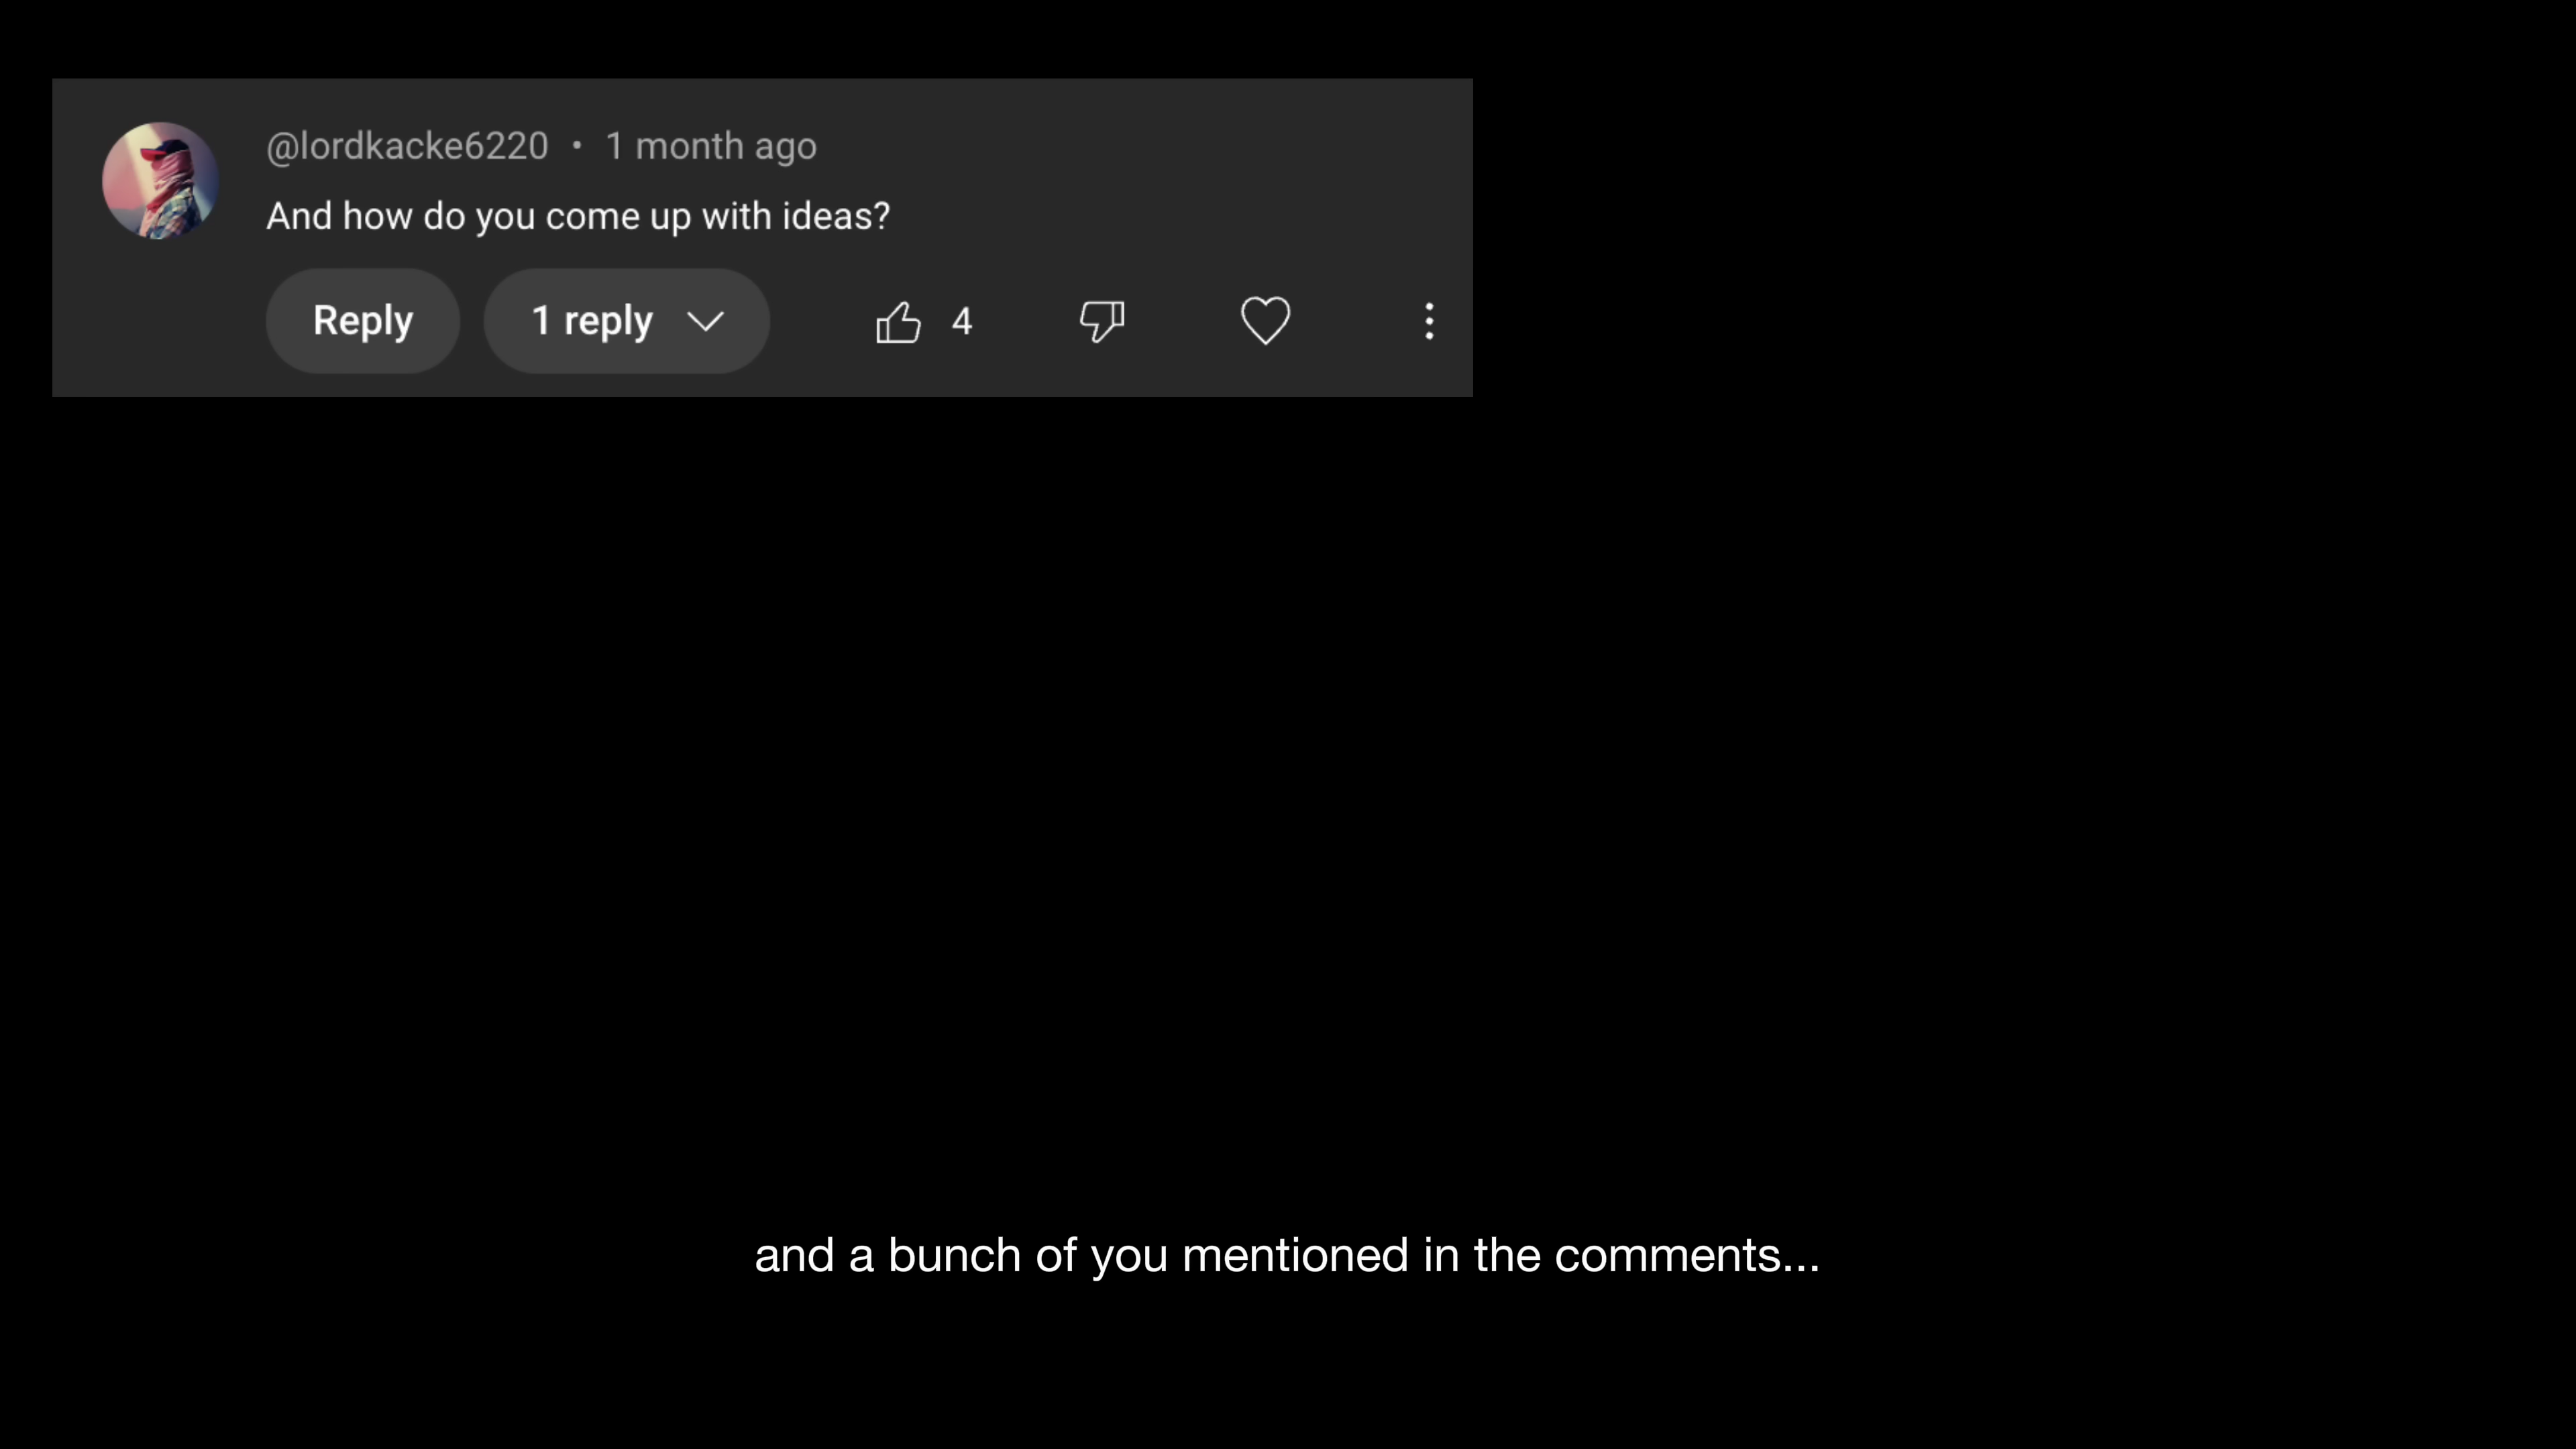 @lordkacke6220 • 1 month ago
And how do you come up with ideas?
Reply 1 reply 4
and a bunch of you mentioned in the comments...